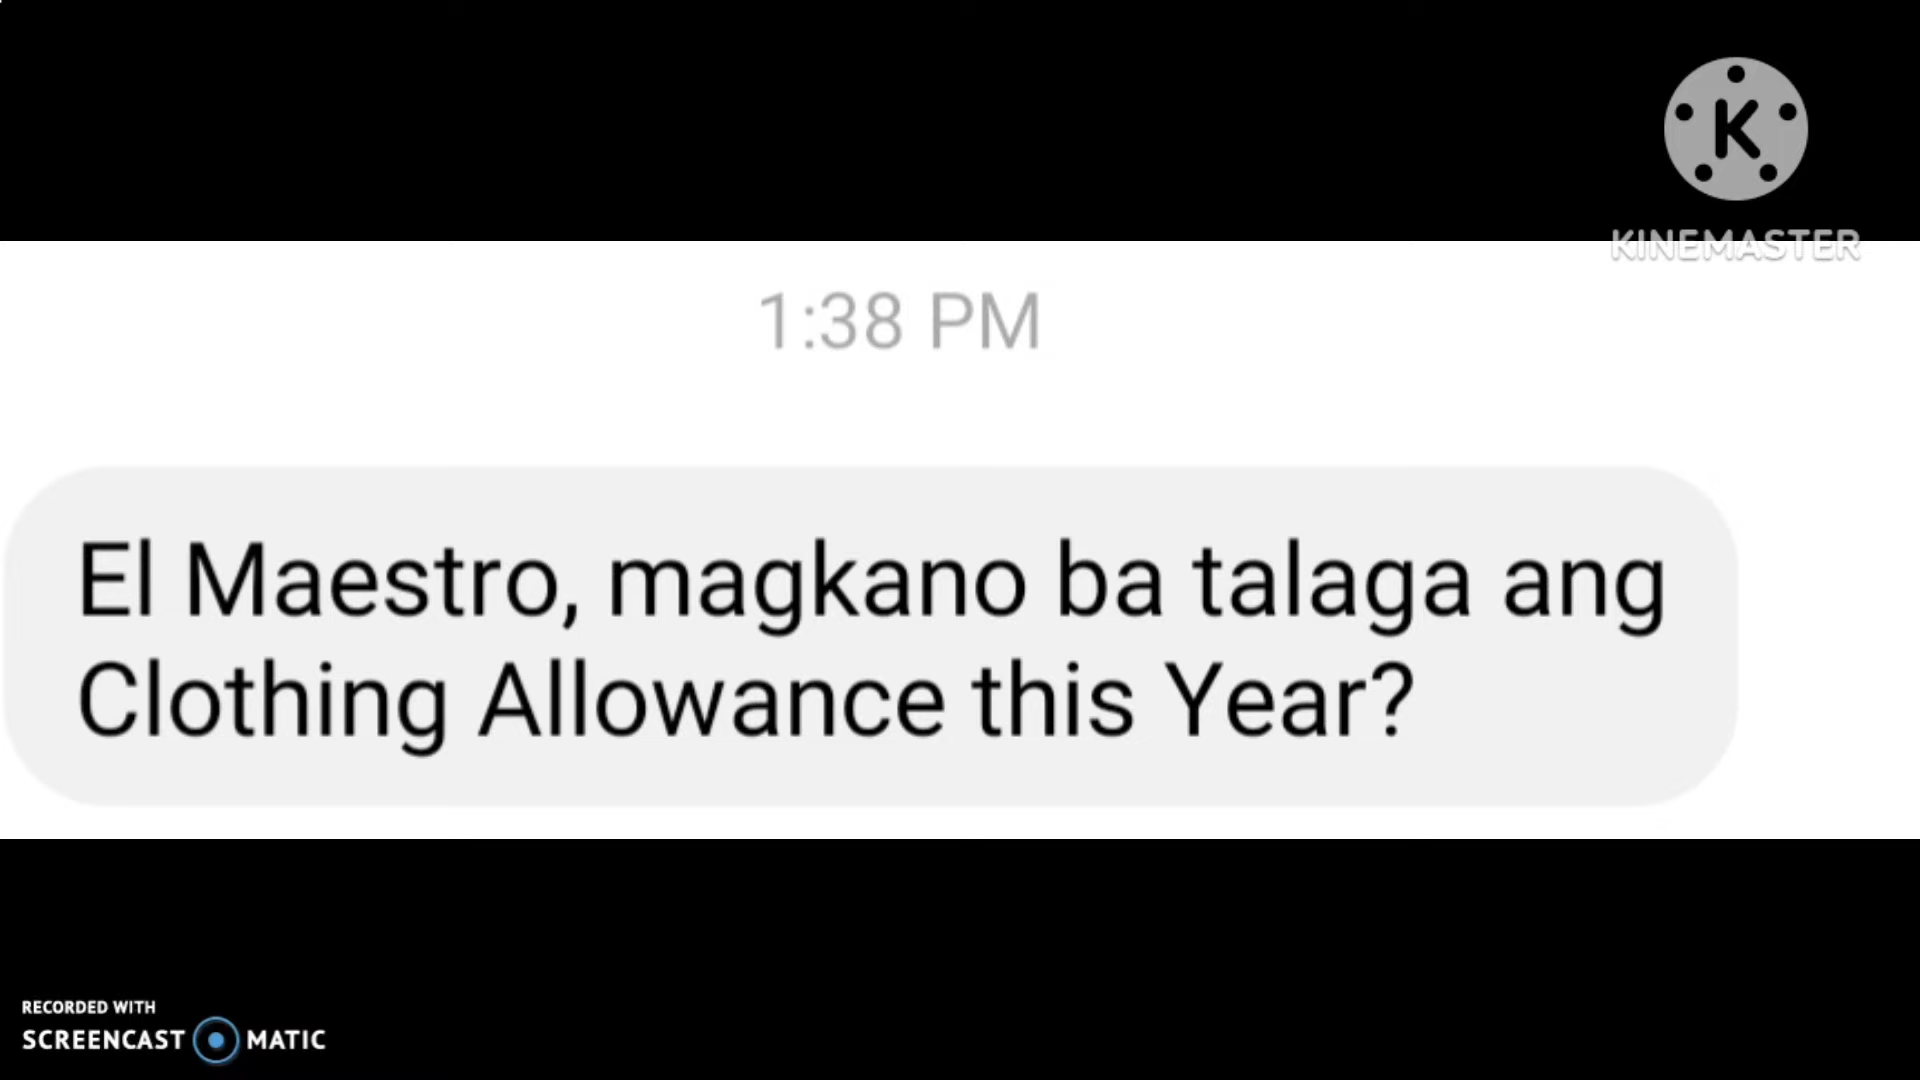 K
KINEMASTER
1:38 PM
El Maestro, magkano ba talaga ang
Clothing Allowance this Year?
RECORDED WITH
SCREENCAST MATIC